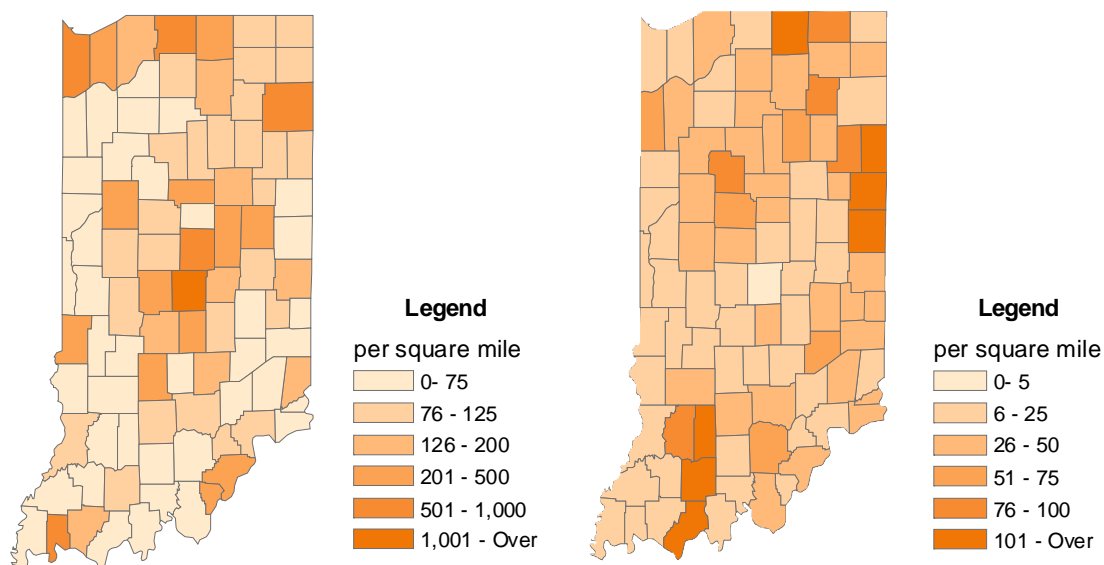 Legend
per square mile
0- 75
76 - 125
126 - 200
201 - 500
501 - 1,000
1,001 - Over
Legend
per square mile
0- 5
6 - 25
26 - 50
51 - 75
76 - 100
101 - Over